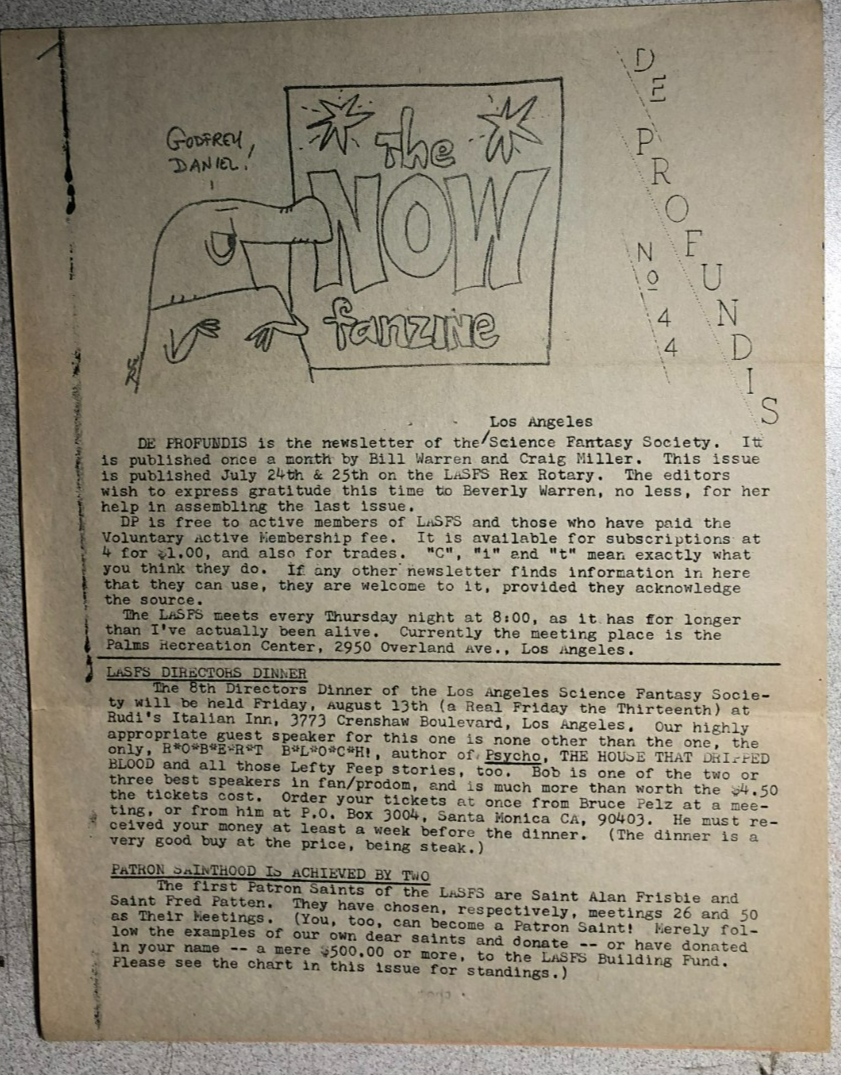 GODFREY
DANIEL!
the
NOW
fanzine
DE PROFUNDIS
No 44
Los Angeles
DE PROFUNDIS is the newsletter of the/Science Fantasy Society. It
is published once a month by Bill Warren and Craig Miller. This issue
is published July 24th & 25th on the LASFS Rex Rotary. The editors
wish to express gratitude this time to Beverly Warren, no less, for her
help in assembling the last issue.
DP is free to active members of LASFS and those who have paid the
Voluntary Active Membership fee. It is available for subscriptions at
4 for $1.00, and also for trades. "C", "i" and "t" mean exactly what
you think they do. If any other newsletter finds information in here
that they can use, they are welcome to it, provided they acknowledge
the source.
The LASFS meets every Thursday night at 8:00, as it has for longer
than I've actually been alive. Currently the meeting place is the
Palms Recreation Center, 2950 Overland Ave., Los Angeles.
LASFS DIRECTORS DINNER
The 8th Directors Dinner of the Los Angeles Science Fantasy Socie-
ty will be held Friday, August 13th (a Real Friday the Thirteenth) at
Rudi's Italian Inn, 3773 Crenshaw Boulevard, Los Angeles. Our highly
appropriate guest speaker for this one is none other than the one, the
only, R*O*B*E*R*T B*L*O*C*H!, author of Psycho, THE HOUSE THAT DRIPPED
BLOOD and all those Lefty Feep stories, too. Bob is one of the two or
three best speakers in fan/prodom, and is much more than worth the $4.50
the tickets cost. Order your tickets at once from Bruce Pelz at a mee-
ting, or from him at P.O. Box 3004, Santa Monica CA, 90403. He must re-
ceived your money at least a week before the dinner. (The dinner is a
very good buy at the price, being steak.)
PATRON SAINTHOOD IS ACHIEVED BY TWO
The first Patron Saints of the LASFS are Saint Alan Frisbie and
Saint Fred Patten. They have chosen, respectively, meetings 26 and 50
as Their Meetings. (You, too, can become a Patron Saint! Merely fol-
low the examples of our own dear saints and donate -- or have donated
in your name -- a mere $500.00 or more, to the LASFS Building Fund.
Please see the chart in this issue for standings.)